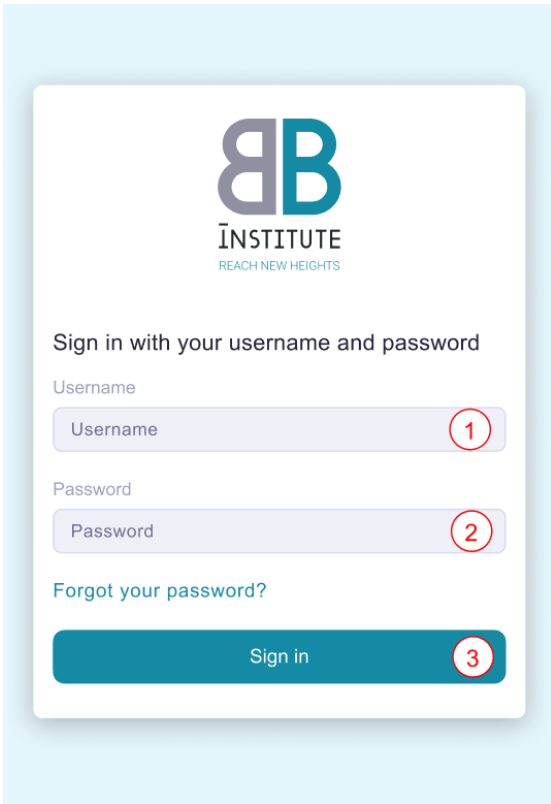 BB
ĪNSTITUTE
REACH NEW HEIGHTS
Sign in with your username and password
Username
Username 1
Password
Password 2
Forgot your password?
Sign in 3